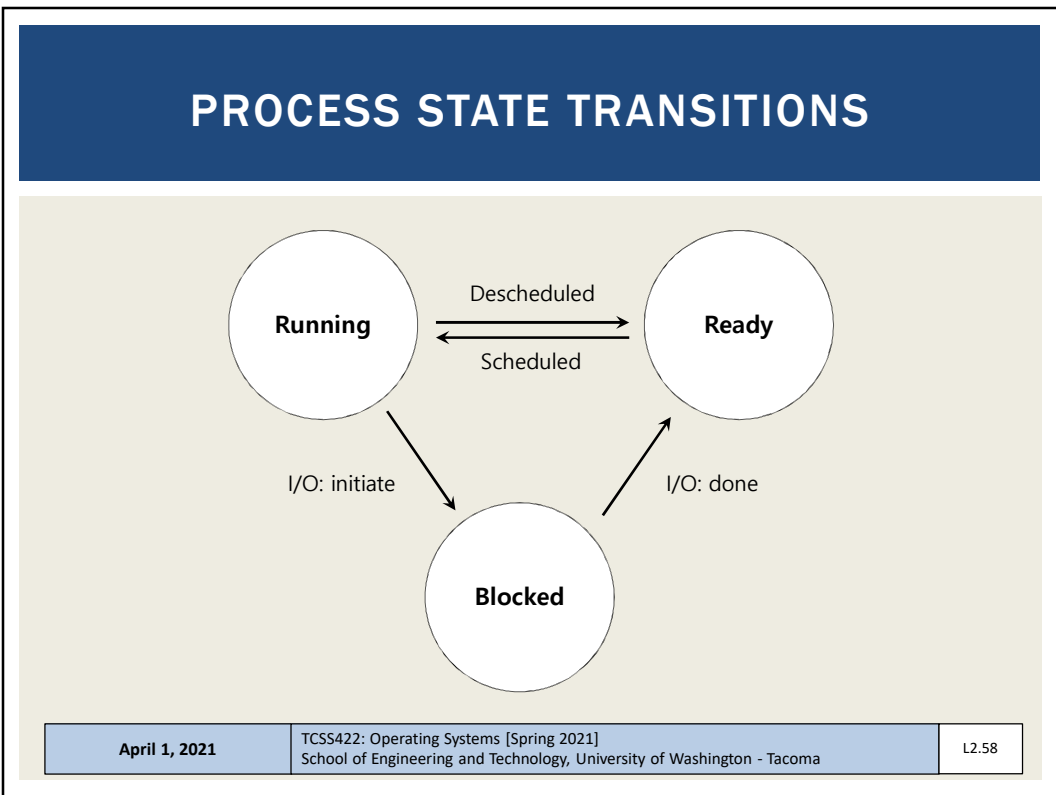 PROCESS STATE TRANSITIONS
Descheduled
Running
Ready
Scheduled
I/O: initiate
I/O: done
Blocked
April 1, 2021
TCSS422: Operating Systems [Spring 2021]
School of Engineering and Technology, University of Washington - Tacoma
L2.58